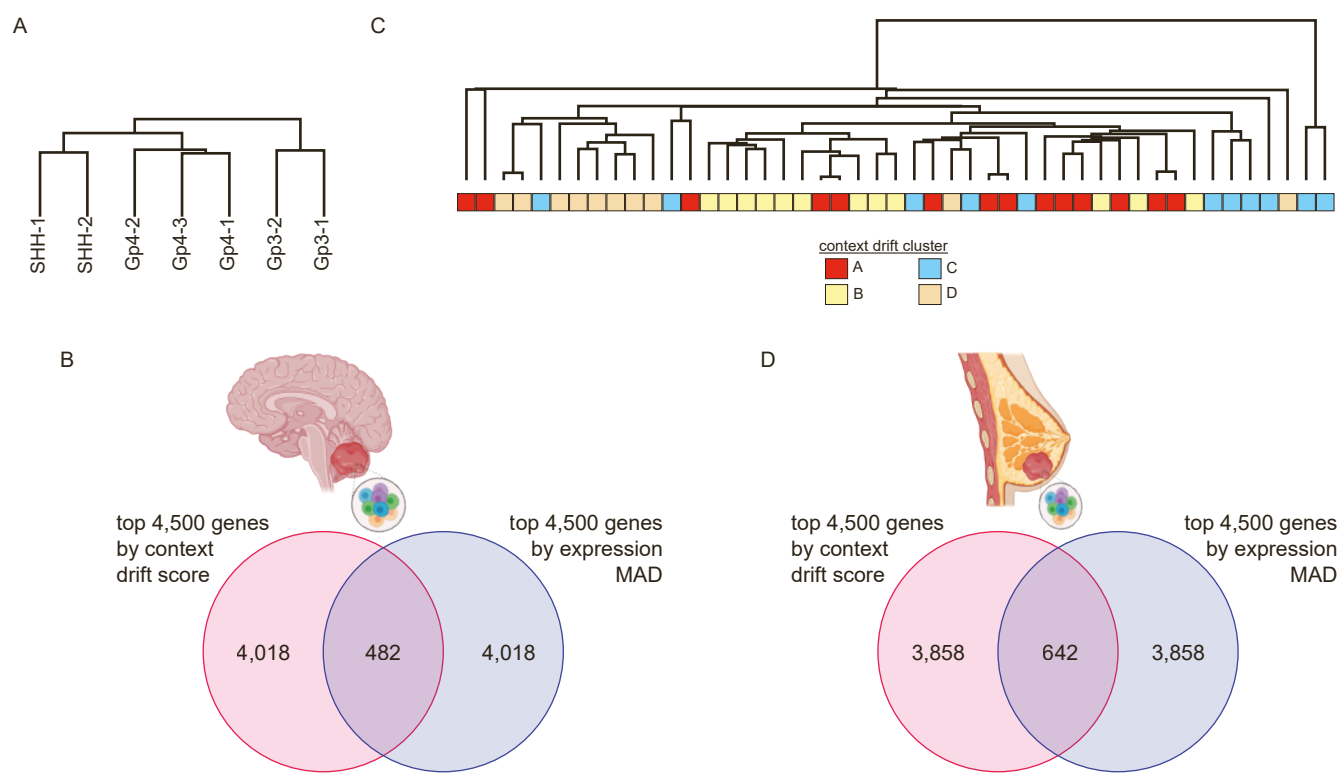 A
SHH-1
SHH-2
Gp4-2
Gp4-3
Gp4-1
Gp3-2
Gp3-1
C
context drift cluster
A
C
B
D
B
top 4,500 genes
by context
drift score
top 4,500 genes
by expression
MAD
4,018
482
4,018
D
top 4,500 genes
by context
drift score
top 4,500 genes
by expression
MAD
3,858
642
3,858